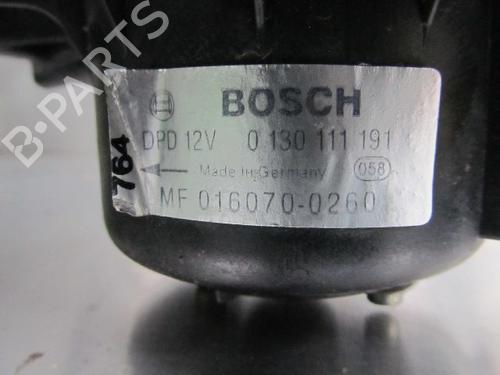 B-PARTS
BOSCH
DPD 12V 0 130 111 191
764
Made in Germany 058
MF 016070-0260